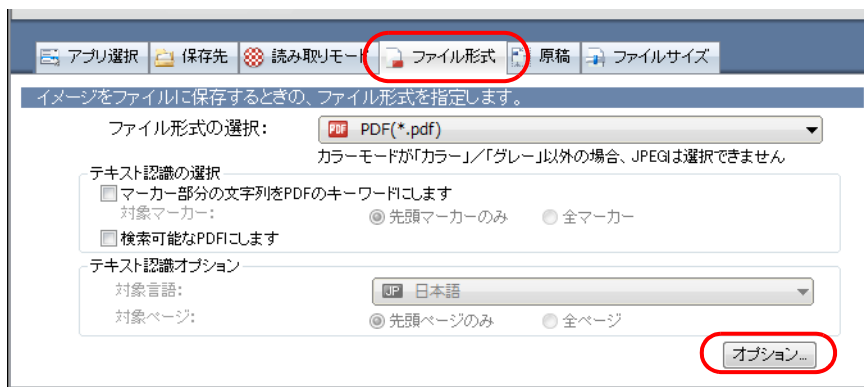 アプリ選択 保存先 読み取りモード ファイル形式 原稿 ファイルサイズ
イメージをファイルに保存するときの、ファイル形式を指定します。
ファイル形式の選択: PDF PDF(*.pdf)
カラーモードが「カラー」／「グレー」以外の場合、JPEGは選択できません
テキスト認識の選択
マーカー部分の文字列をPDFのキーワードにします
対象マーカー: 先頭マーカーのみ 全マーカー
検索可能なPDFにします
テキスト認識オプション
対象言語: JP 日本語
対象ページ: 先頭ページのみ 全ページ
オプション...